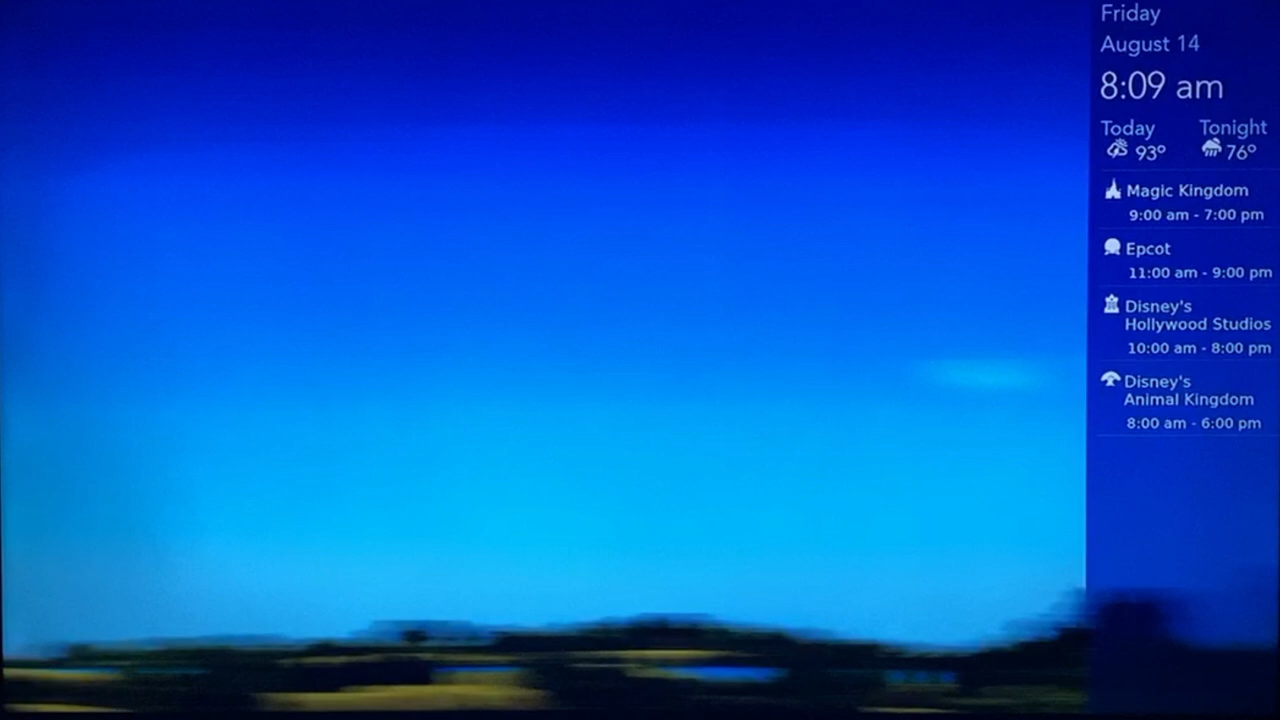 Friday
August 14
8:09 am
Today Tonight
93° 76°
Magic Kingdom
9:00 am - 7:00 pm
Epcot
11:00 am - 9:00 pm
Disney's
Hollywood Studios
10:00 am - 8:00 pm
Disney's
Animal Kingdom
8:00 am - 6:00 pm